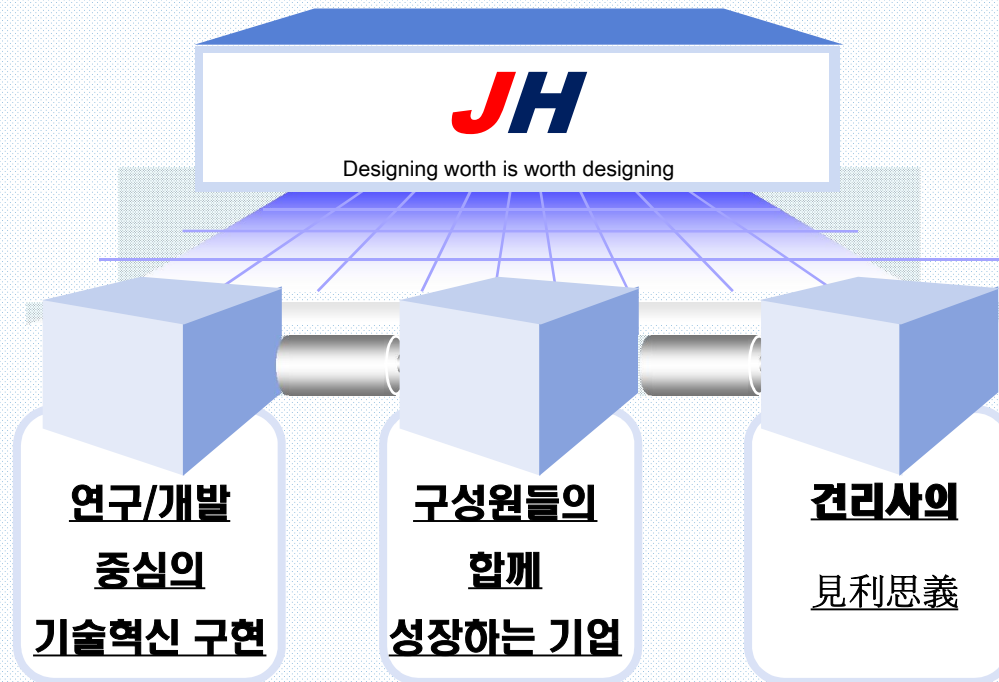 JH
Designing worth is worth designing
연구/개발
중심의
기술혁신 구현
구성원들의
함께
성장하는 기업
견리사의
見利思義